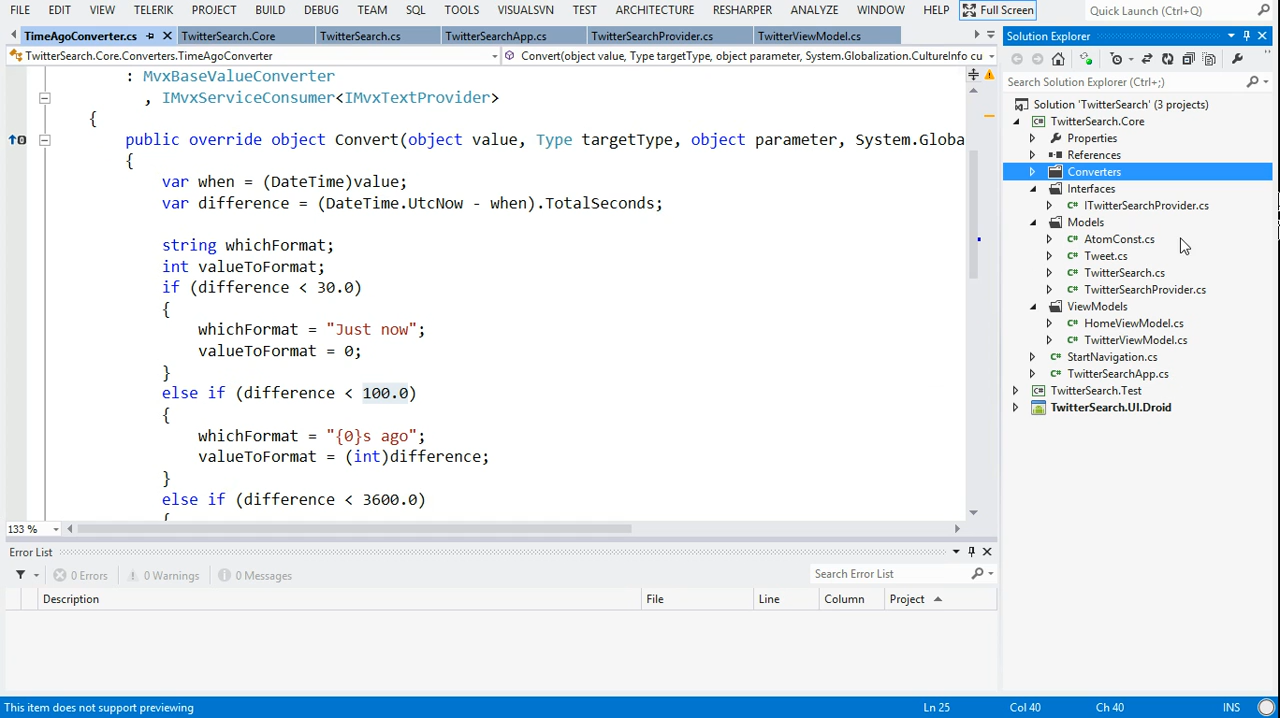 FILE EDIT VIEW TELERIK PROJECT BUILD DEBUG TEAM SQL TOOLS VISUALSVN TEST ARCHITECTURE RESHARPER ANALYZE WINDOW HELP Full Screen Quick Launch (Ctrl+Q)
TimeAgoConverter.cs TwitterSearch.Core TwitterSearch.cs TwitterSearchApp.cs TwitterSearchProvider.cs TwitterViewModel.cs
TwitterSearch.Core.Converters.TimeAgoConverter Convert(object value, Type targetType, object parameter, System.Globalization.CultureInfo cu
: MvxBaseValueConverter
, IMvxServiceConsumer<IMvxTextProvider>
{
public override object Convert(object value, Type targetType, object parameter, System.Globa
{
var when = (DateTime)value;
var difference = (DateTime.UtcNow - when).TotalSeconds;
string whichFormat;
int valueToFormat;
if (difference < 30.0)
{
whichFormat = "Just now";
valueToFormat = 0;
}
else if (difference < 100.0)
{
whichFormat = "{0}s ago";
valueToFormat = (int)difference;
}
else if (difference < 3600.0)
{
133 %
Solution Explorer
Search Solution Explorer (Ctrl+;)
Solution 'TwitterSearch' (3 projects)
TwitterSearch.Core
Properties
References
Converters
Interfaces
ITwitterSearchProvider.cs
Models
AtomConst.cs
Tweet.cs
TwitterSearch.cs
TwitterSearchProvider.cs
ViewModels
HomeViewModel.cs
TwitterViewModel.cs
StartNavigation.cs
TwitterSearchApp.cs
TwitterSearch.Test
TwitterSearch.UI.Droid
Error List
0 Errors 0 Warnings 0 Messages Search Error List
Description File Line Column Project
This item does not support previewing Ln 25 Col 40 Ch 40 INS